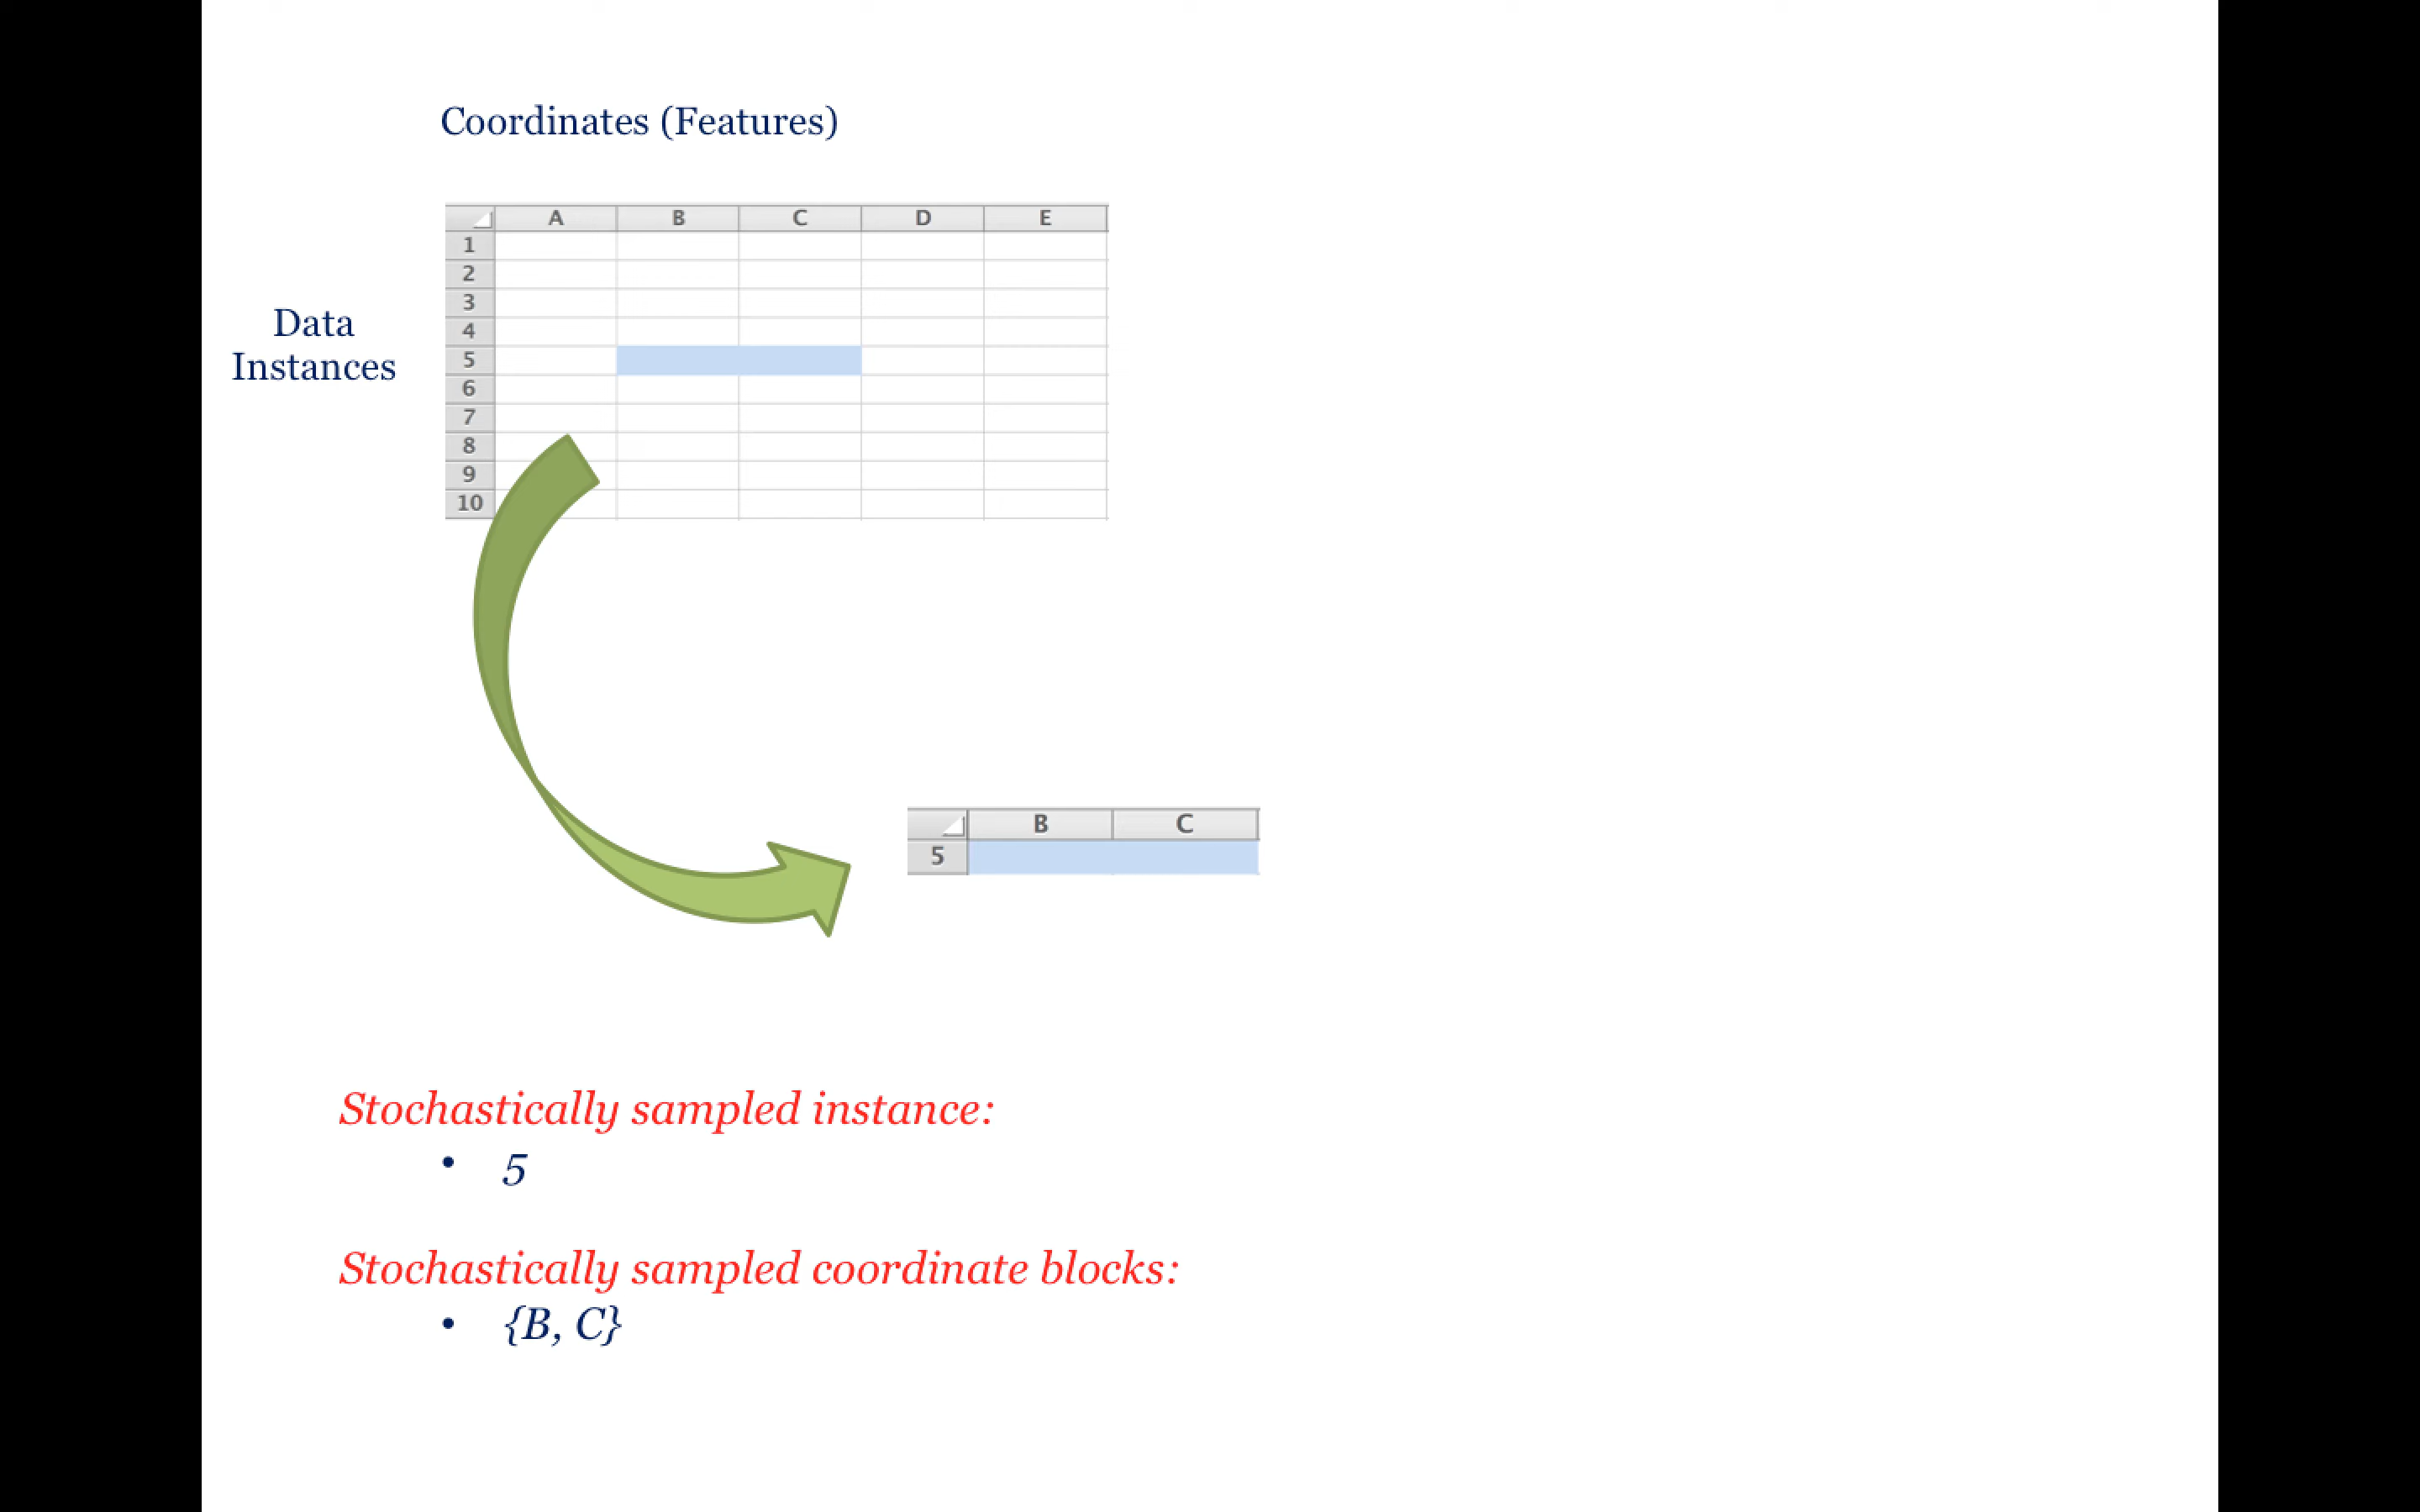 Coordinates (Features)
A B C D E
1
2
3
4
5
6
7
8
9
10
Data
Instances
B C
5
Stochastically sampled instance:
• 5
Stochastically sampled coordinate blocks:
• {B, C}